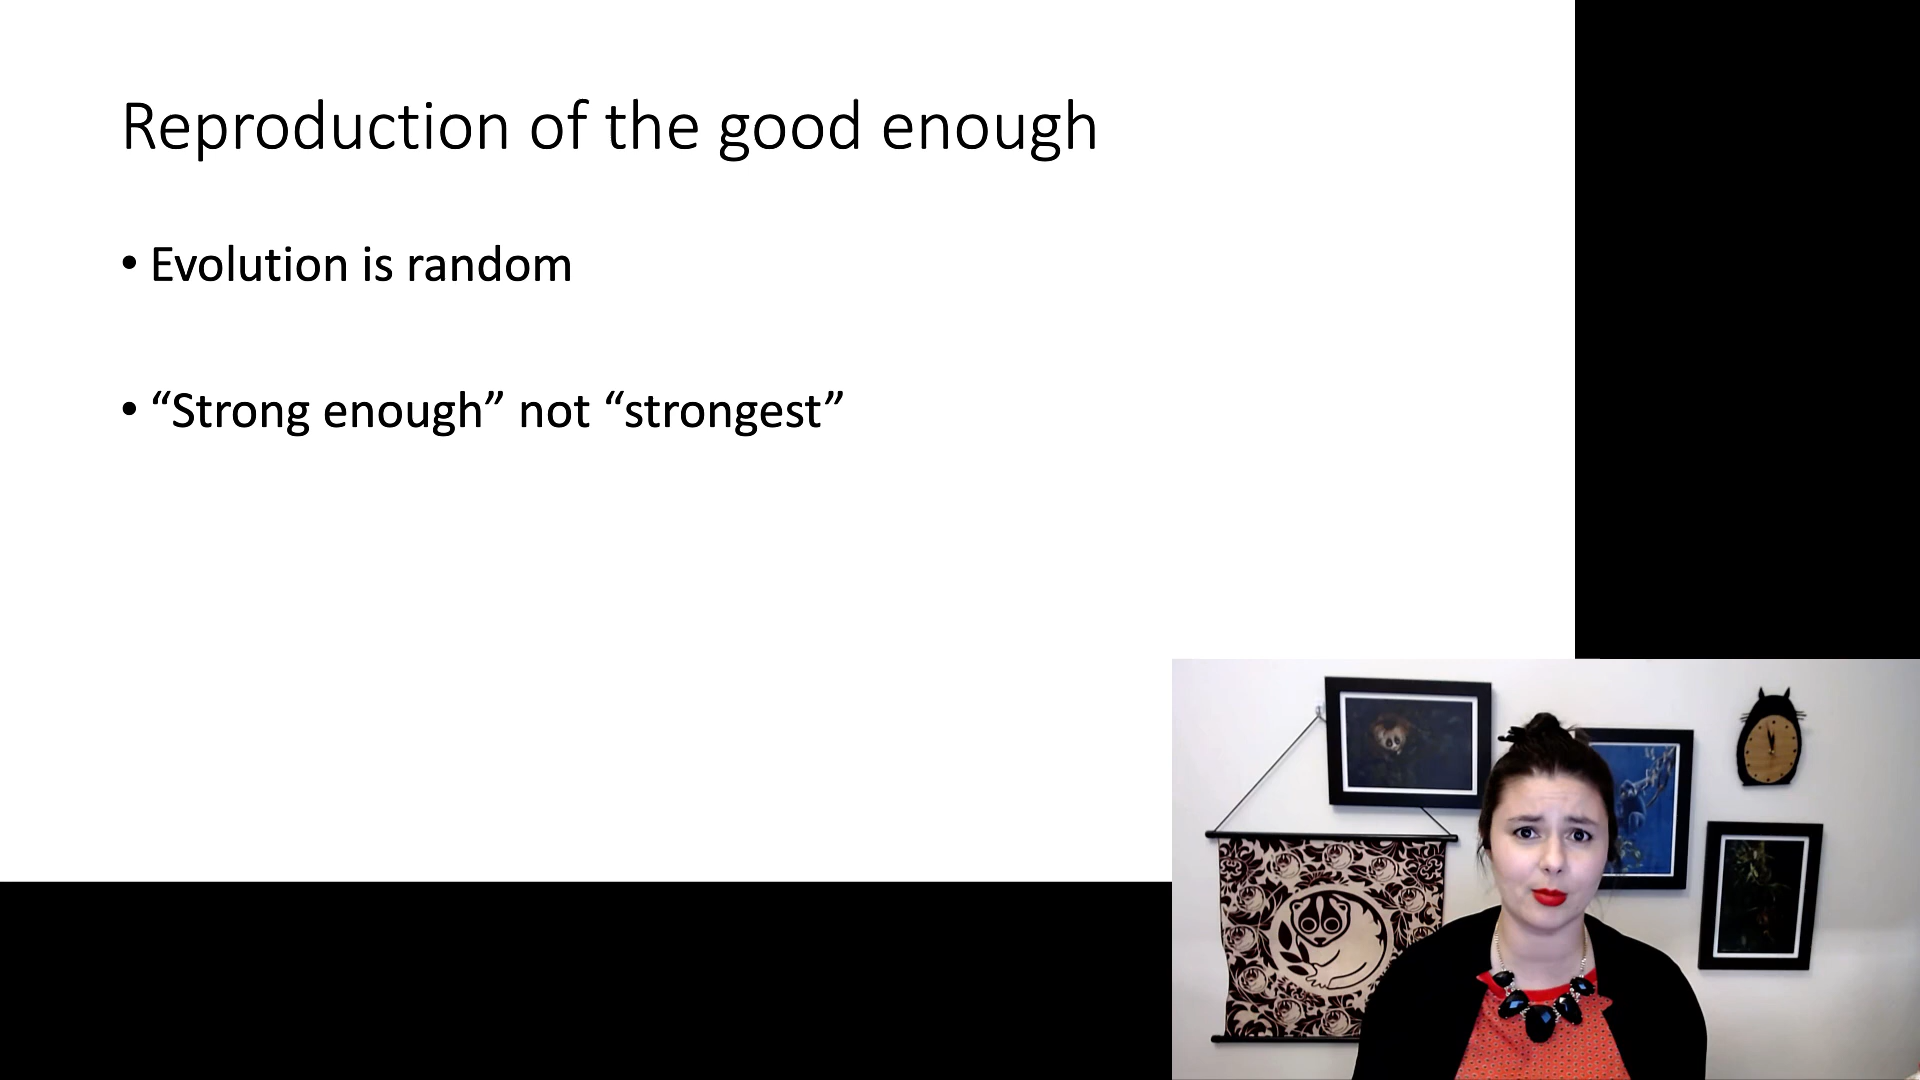 Reproduction of the good enough
• Evolution is random
• “Strong enough” not “strongest”